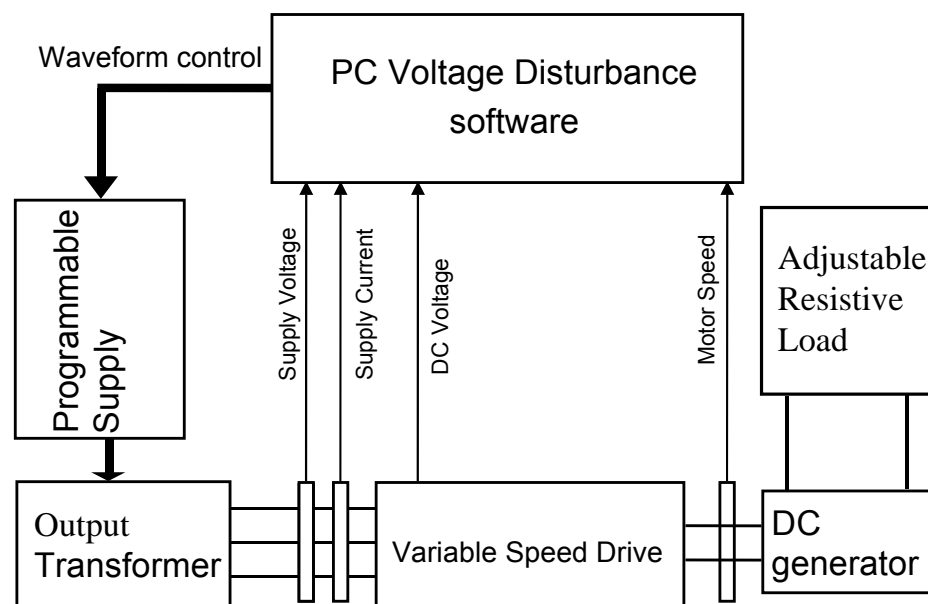 Waveform control
PC Voltage Disturbance
software
Programmable
Supply
Supply Voltage
Supply Current
DC Voltage
Motor Speed
Adjustable
Resistive
Load
Output
Transformer
Variable Speed Drive
DC
generator